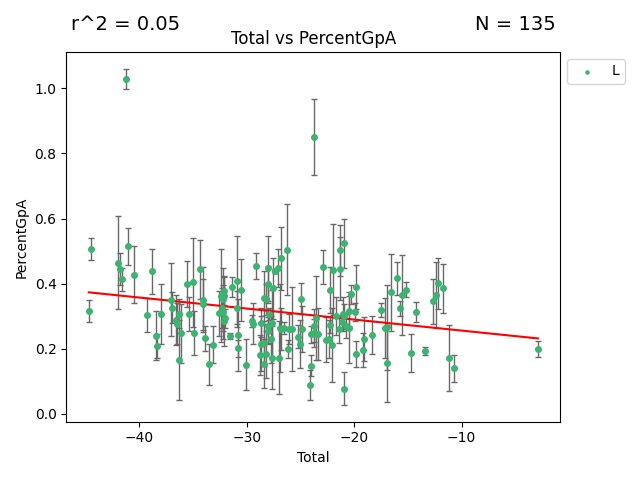 r^2 = 0.05
N = 135
Total vs PercentGpA
L
PercentGpA
1.0
0.8
0.6
0.4
0.2
0.0
−40
−30
−20
−10
Total